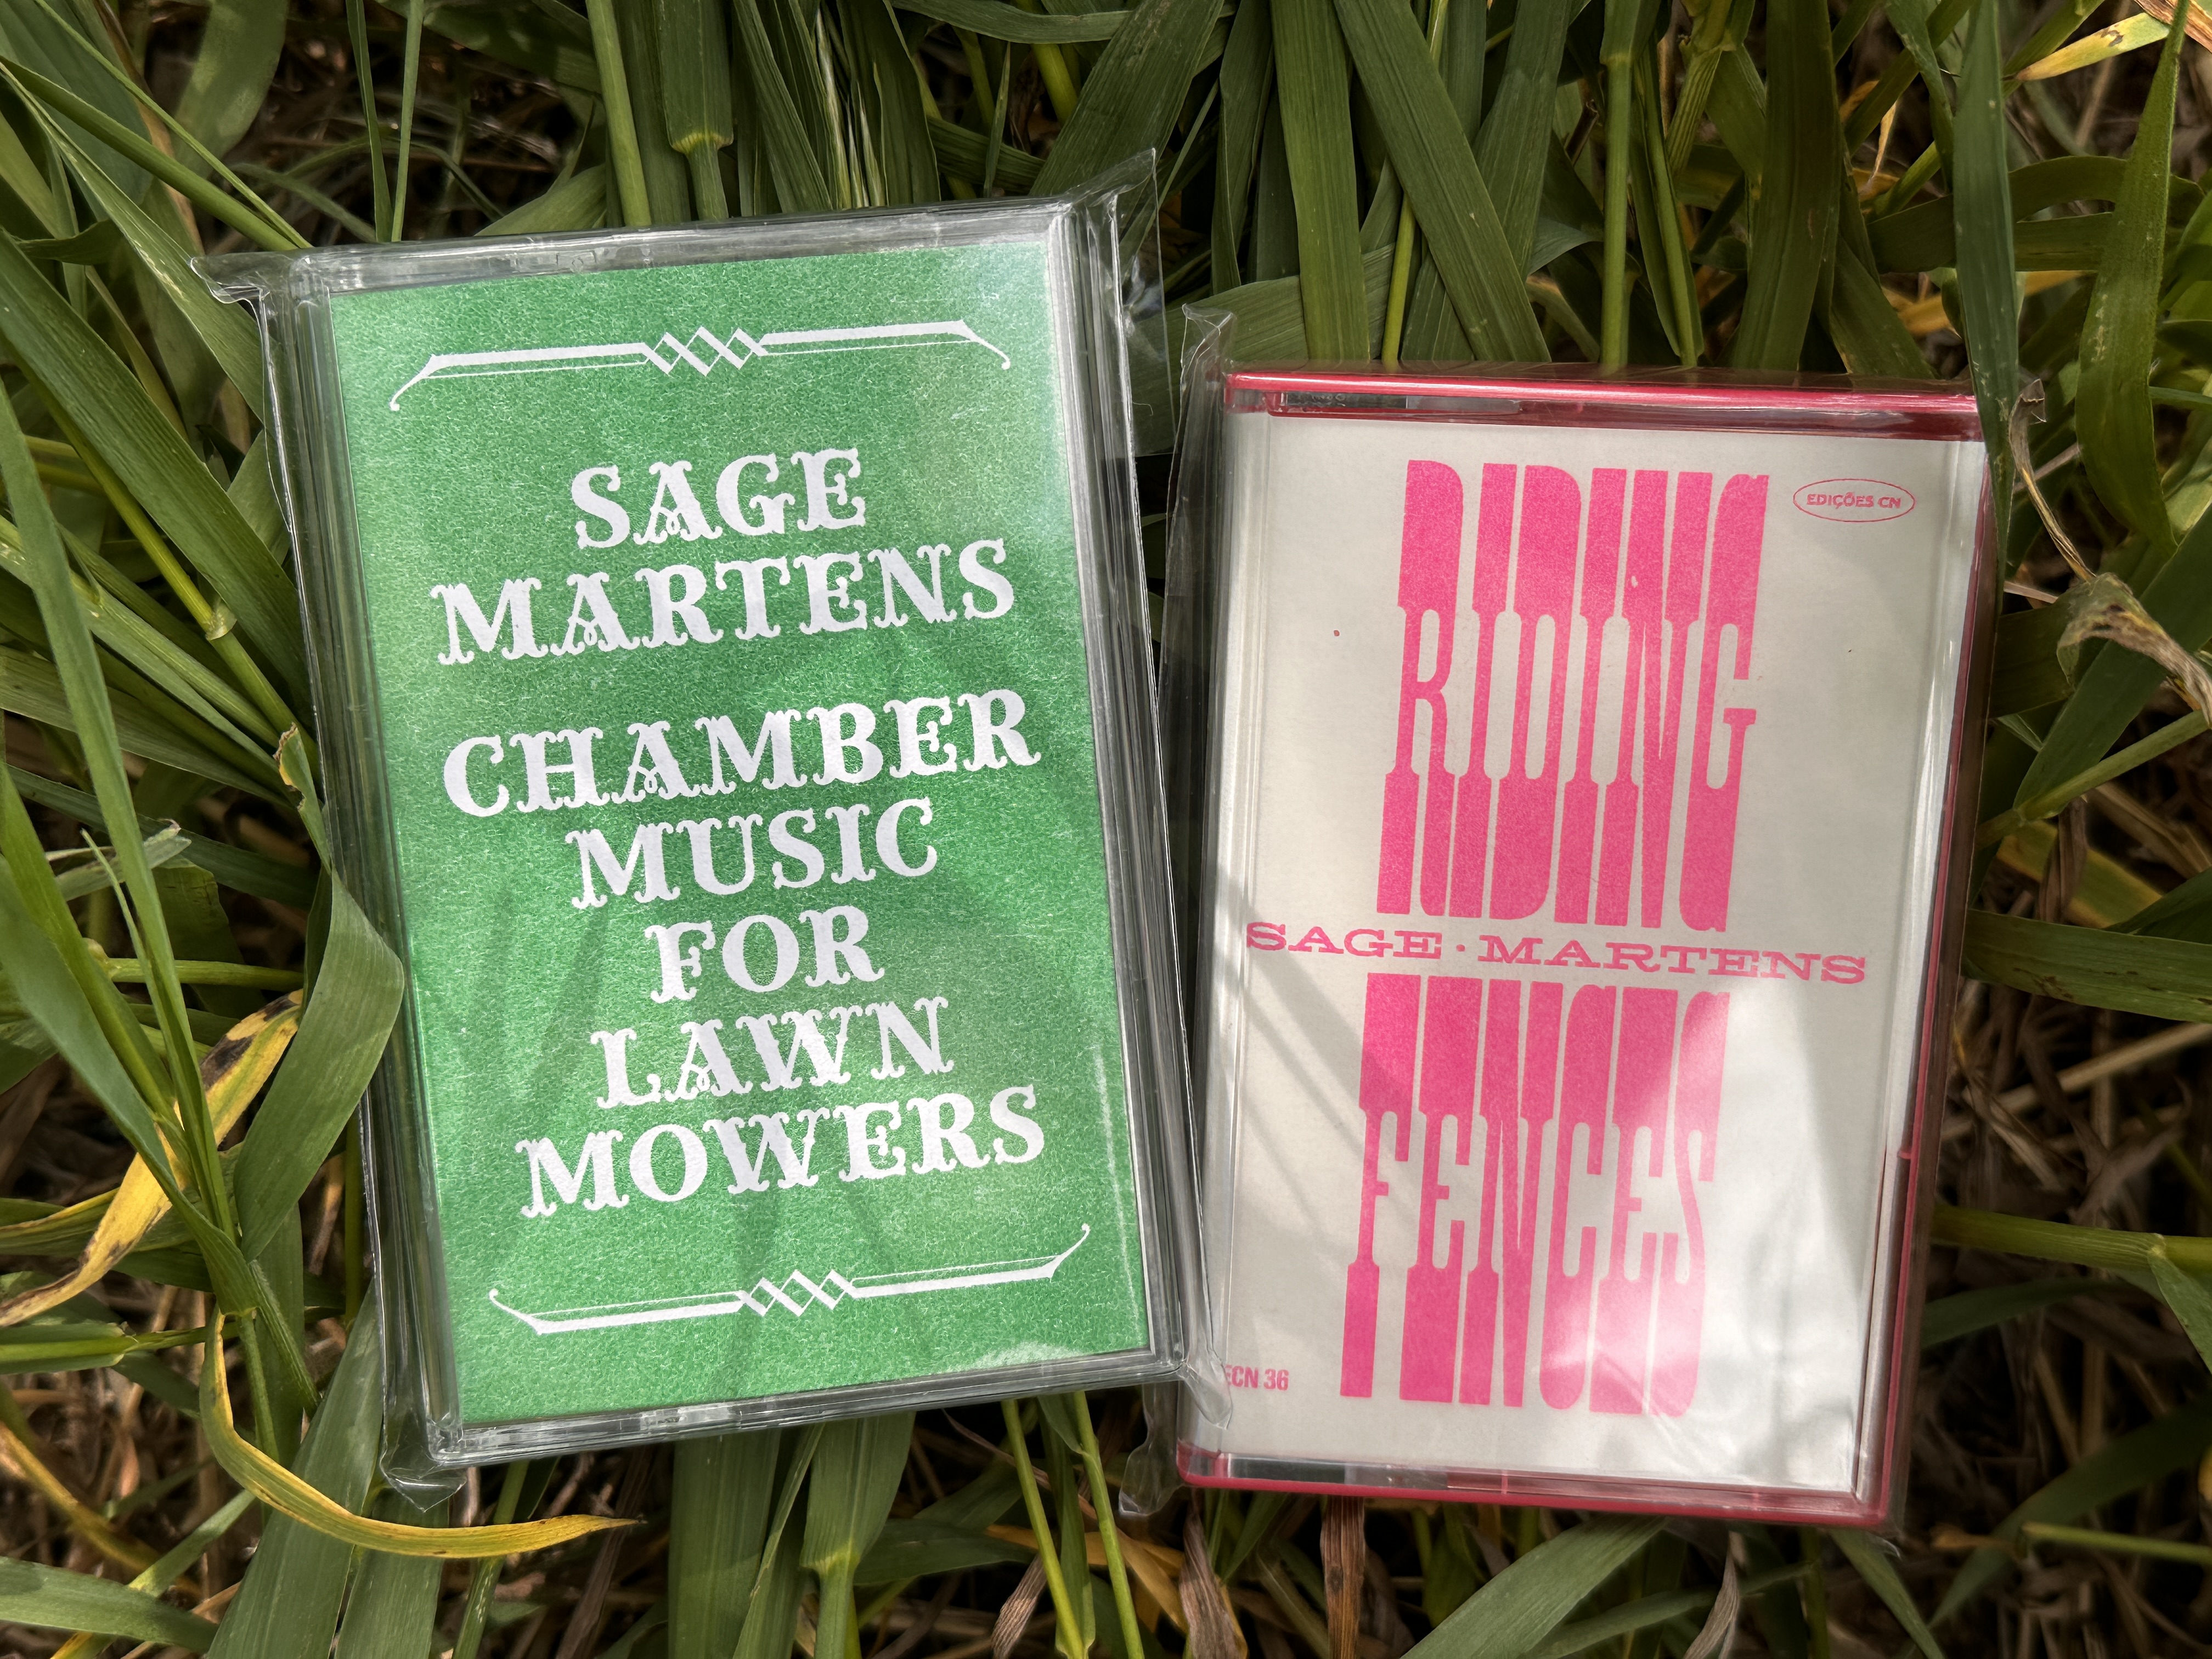 SAGE
MARTENS
CHAMBER
MUSIC
FOR
LAWN
MOWERS
RIDING
EDIÇÕES CN
SAGE · MARTENS
FENCES
ECN 36